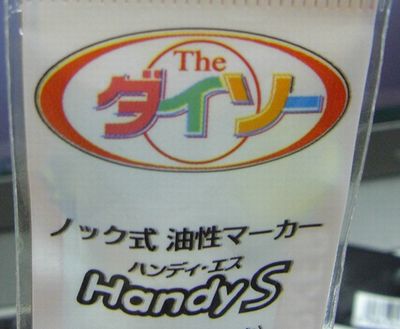 The
ダイソー
ノック式 油性マーカー
ハンディ・エス
HandyS